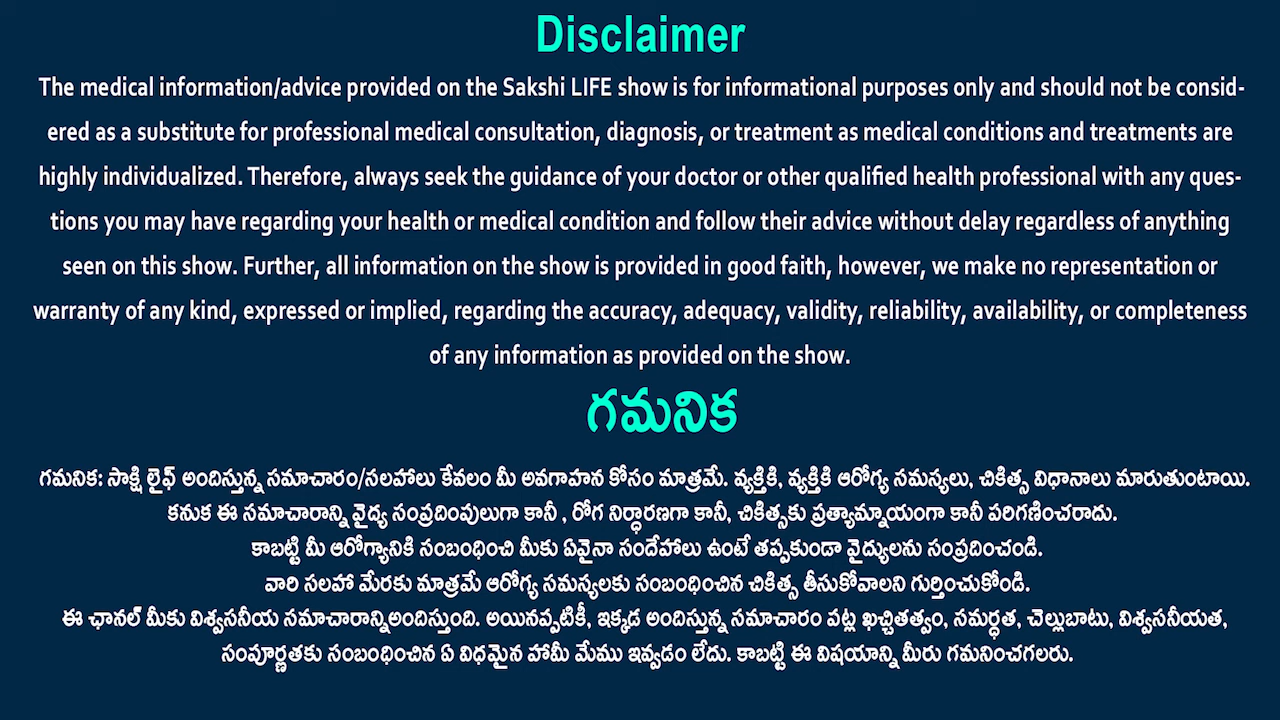 Disclaimer
The medical information/advice provided on the Sakshi LIFE show is for informational purposes only and should not be consid-
ered as a substitute for professional medical consultation, diagnosis, or treatment as medical conditions and treatments are
highly individualized. Therefore, always seek the guidance of your doctor or other qualified health professional with any ques-
tions you may have regarding your health or medical condition and follow their advice without delay regardless of anything
seen on this show. Further, all information on the show is provided in good faith, however, we make no representation or
warranty of any kind, expressed or implied, regarding the accuracy, adequacy, validity, reliability, availability, or completeness
of any information as provided on the show.
గమనిక
గమనిక: సాక్షి లైఫ్ అందిస్తున్న సమాచారం/సలహాలు కేవలం మీ అవగాహన కోసం మాత్రమే. వ్యక్తికి, వ్యక్తికి ఆరోగ్య సమస్యలు, చికిత్స విధానాలు మారుతుంటాయి.
కనుక ఈ సమాచారాన్ని వైద్య సంప్రదింపులుగా కానీ , రోగ నిర్ధారణగా కానీ, చికిత్సకు ప్రత్యామ్నాయంగా కానీ పరిగణించరాదు.
కాబట్టి మీ ఆరోగ్యానికి సంబంధించి మీకు ఏవైనా సందేహాలు ఉంటే తప్పకుండా వైద్యులను సంప్రదించండి.
వారి సలహా మేరకు మాత్రమే ఆరోగ్య సమస్యలకు సంబంధించిన చికిత్స తీసుకోవాలని గుర్తించుకోండి.
ఈ ఛానల్ మీకు విశ్వసనీయ సమాచారాన్నిఅందిస్తుంది. అయినప్పటికీ, ఇక్కడ అందిస్తున్న సమాచారం పట్ల ఖచ్చితత్వం, సమర్ధత, చెల్లుబాటు, విశ్వసనీయత,
సంపూర్ణతకు సంబంధించిన ఏ విధమైన హామీ మేము ఇవ్వడం లేదు. కాబట్టి ఈ విషయాన్ని మీరు గమనించగలరు.